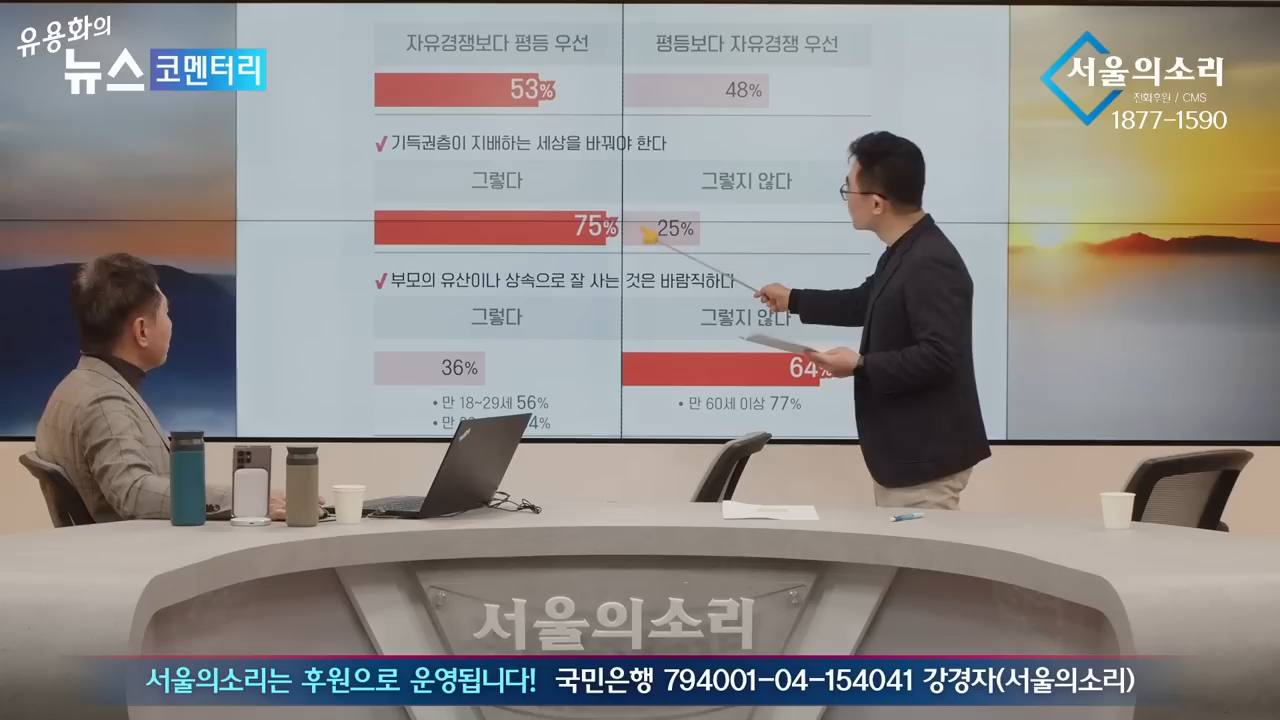 유용화의
뉴스 코멘터리
서울의소리
전화후원 / CMS
1877-1590
자유경쟁보다 평등 우선
평등보다 자유경쟁 우선
53%
48%
✓기득권층이 지배하는 세상을 바꿔야 한다
그렇다
그렇지 않다
75%
25%
✓부모의 유산이나 상속으로 잘 사는 것은 바람직하다
그렇다
그렇지 않다
36%
64%
• 만 18~29세 56%
• 만 60세 이상 77%
• 만
4%
서울의소리
서울의소리는 후원으로 운영됩니다! 국민은행 794001-04-154041 강경자(서울의소리)